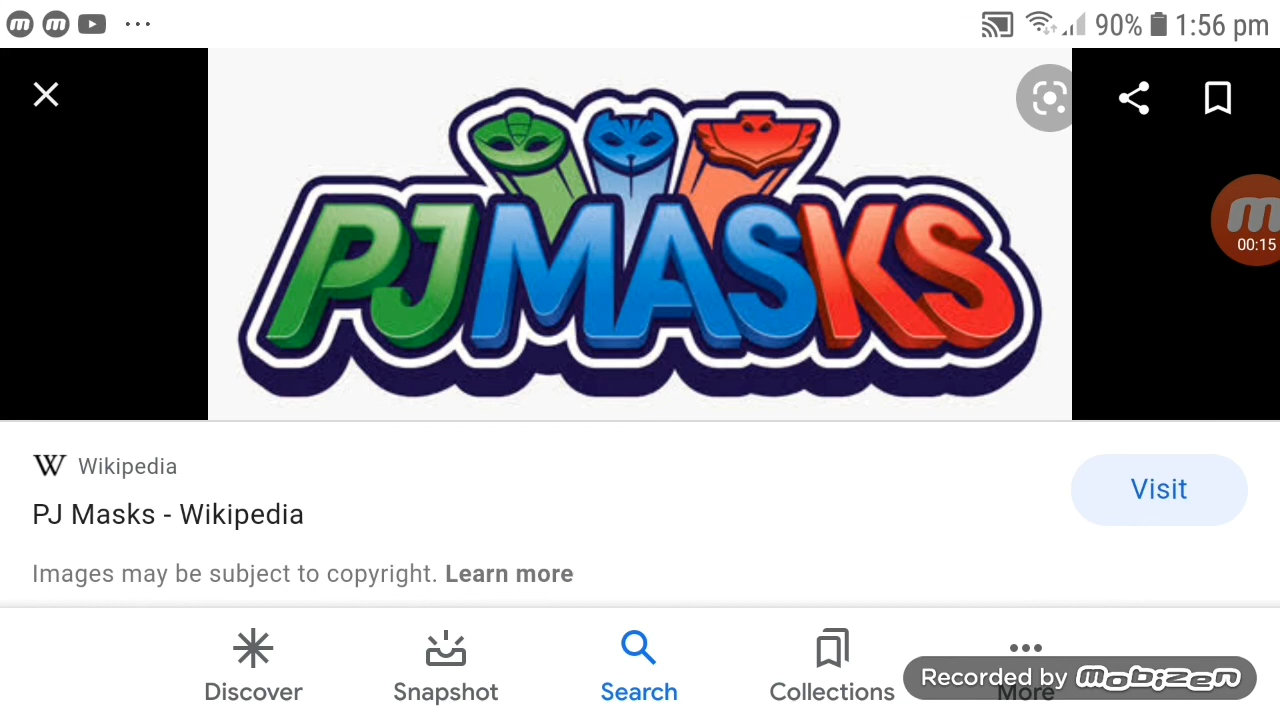 90% 1:56 pm
PJ MASKS
00:15
Wikipedia
PJ Masks - Wikipedia
Visit
Images may be subject to copyright. Learn more
Discover
Snapshot
Search
Collections
More
Recorded by mobizen